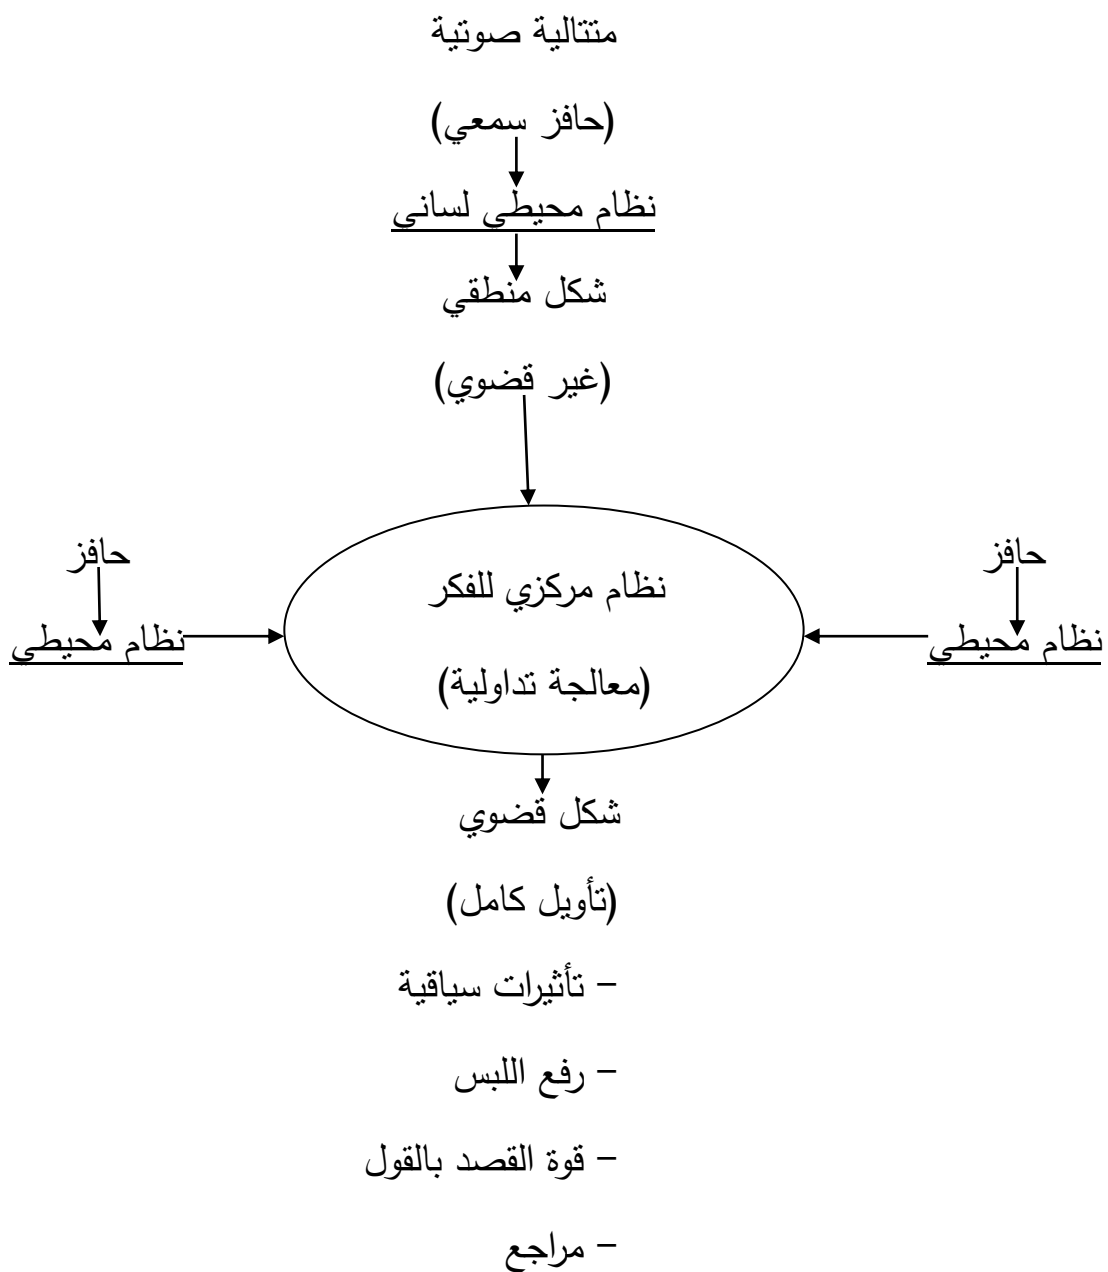 متتالية صوتية
(حافز سمعي)
نظام محيطي لساني
شكل منطقي
(غير قضوي)
حافز
نظام محيطي
نظام مركزي للفكر
(معالجة تداولية)
حافز
نظام محيطي
شكل قضوي
(تأويل كامل)
- تأثيرات سياقية
- رفع اللبس
- قوة القصد بالقول
- مراجع